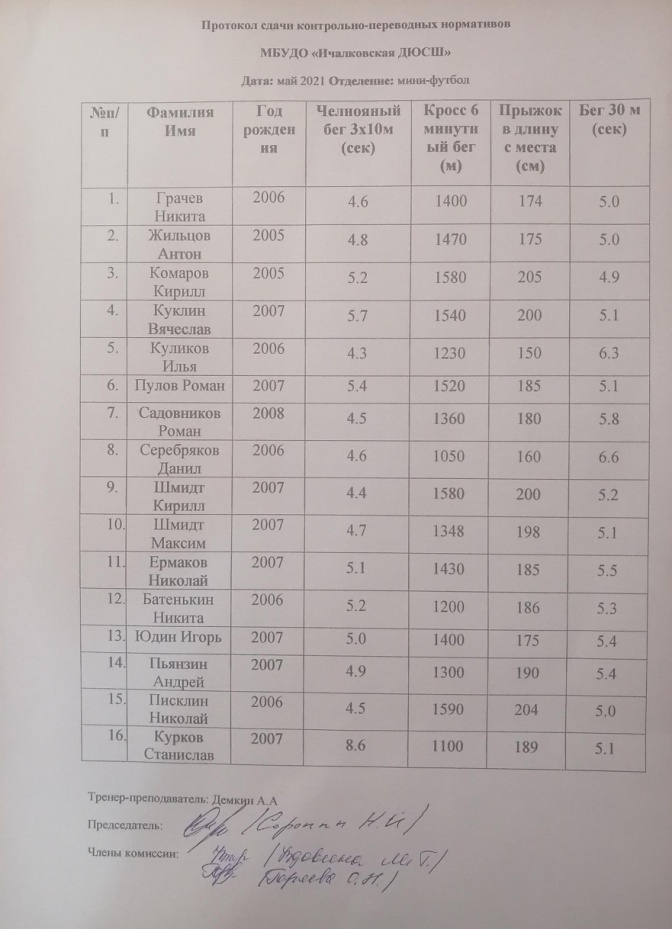 Протокол сдачи контрольно-переводных нормативов
МБУДО «Ичалковская ДЮСШ»
Дата: май 2021 Отделение: мини-футбол
№п/п Фамилия Имя Год рождения Челнояный бег 3х10м (сек) Кросс 6 минутный бег (м) Прыжок в длину с места (см) Бег 30 м (сек)
1. Грачев Никита 2006 4.6 1400 174 5.0
2. Жильцов Антон 2005 4.8 1470 175 5.0
3. Комаров Кирилл 2005 5.2 1580 205 4.9
4. Куклин Вячеслав 2007 5.7 1540 200 5.1
5. Куликов Илья 2006 4.3 1230 150 6.3
6. Пулов Роман 2007 5.4 1520 185 5.1
7. Садовников Роман 2008 4.5 1360 180 5.8
8. Серебряков Данил 2006 4.6 1050 160 6.6
9. Шмидт Кирилл 2007 4.4 1580 200 5.2
10. Шмидт Максим 2007 4.7 1348 198 5.1
11. Ермаков Николай 2007 5.1 1430 185 5.5
12. Батенькин Никита 2006 5.2 1200 186 5.3
13. Юдин Игорь 2007 5.0 1400 175 5.4
14. Пьянзин Андрей 2007 4.9 1300 190 5.4
15. Писклин Николай 2006 4.5 1590 204 5.0
16. Курков Станислав 2007 8.6 1100 189 5.1
Тренер-преподаватель: Демкин А.А
Председатель: Н.И/
Члены комиссии: М.Т./
О.Н./